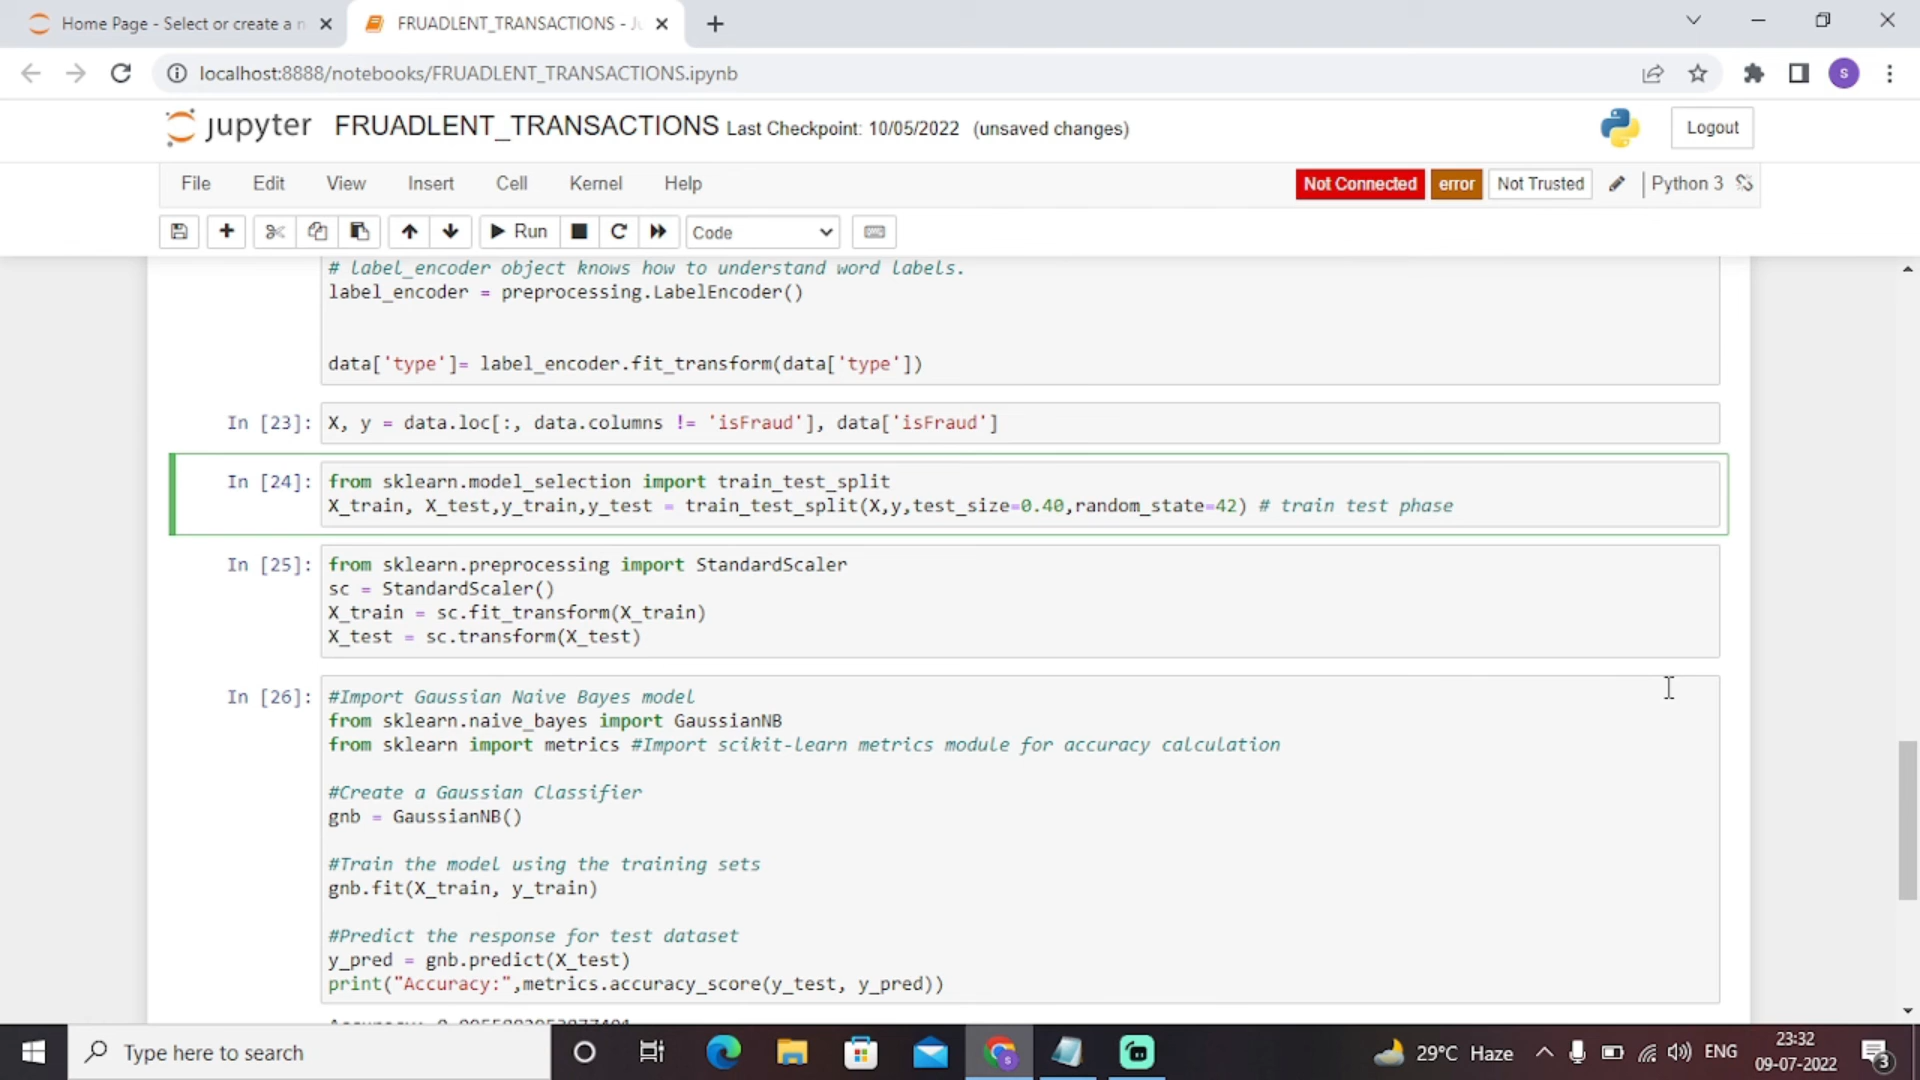 Home Page - Select or create a n
FRUADLENT_TRANSACTIONS - Ju
localhost:8888/notebooks/FRUADLENT_TRANSACTIONS.ipynb
S
jupyter FRUADLENT_TRANSACTIONS Last Checkpoint: 10/05/2022 (unsaved changes)
Logout
File Edit View Insert Cell Kernel Help
Not Connected error Not Trusted Python 3
Run Code
# label_encoder object knows how to understand word labels.
label_encoder = preprocessing.LabelEncoder()
data['type']= label_encoder.fit_transform(data['type'])
In [23]: X, y = data.loc[:, data.columns != 'isFraud'], data['isFraud']
In [24]: from sklearn.model_selection import train_test_split
X_train, X_test,y_train,y_test = train_test_split(X,y,test_size=0.40,random_state=42) # train test phase
In [25]: from sklearn.preprocessing import StandardScaler
sc = StandardScaler()
X_train = sc.fit_transform(X_train)
X_test = sc.transform(X_test)
In [26]: #Import Gaussian Naive Bayes model
from sklearn.naive_bayes import GaussianNB
from sklearn import metrics #Import scikit-learn metrics module for accuracy calculation
#Create a Gaussian Classifier
gnb = GaussianNB()
#Train the model using the training sets
gnb.fit(X_train, y_train)
#Predict the response for test dataset
y_pred = gnb.predict(X_test)
print("Accuracy:",metrics.accuracy_score(y_test, y_pred))
Type here to search
29°C Haze
ENG
23:32
09-07-2022
3